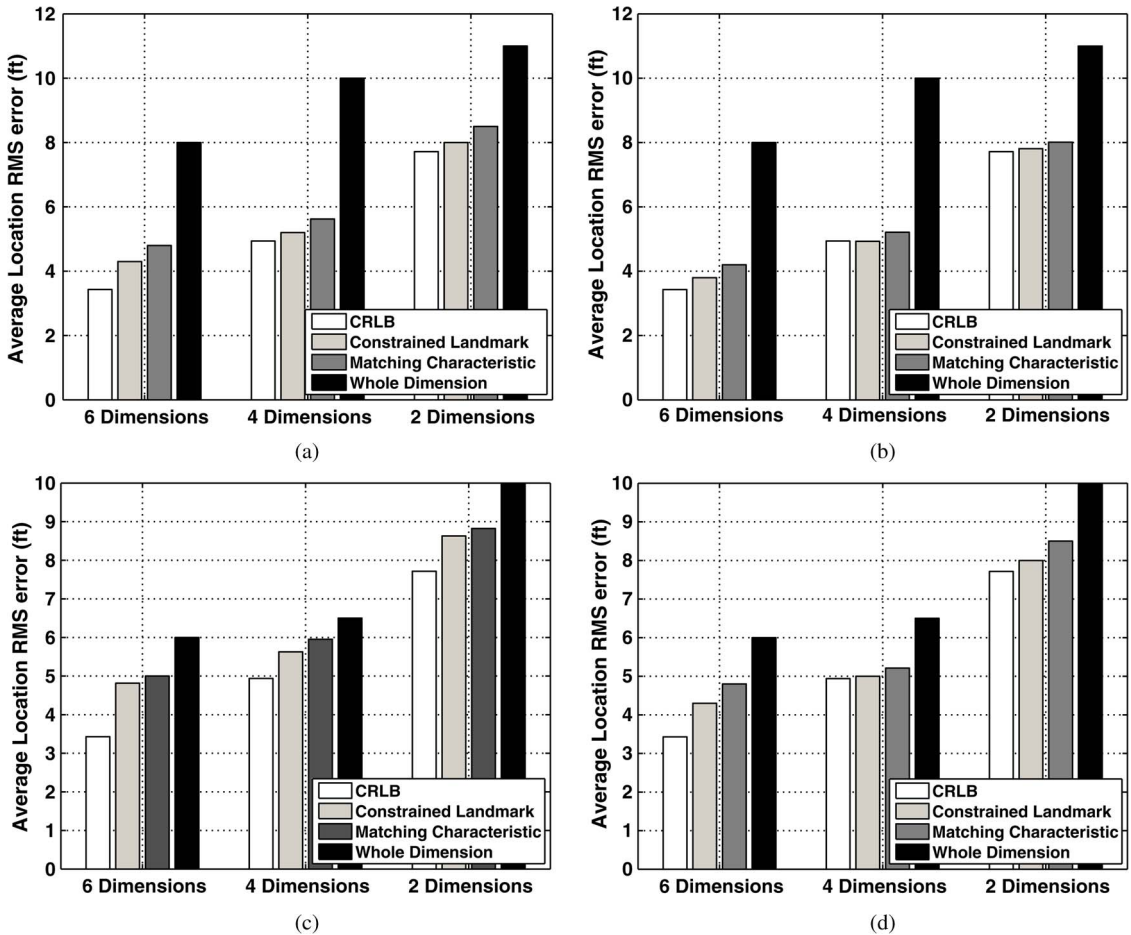 Average Location RMS error (ft)
12
10
8
6
4
2
0
6 Dimensions
4 Dimensions
2 Dimensions
CRLB
Constrained Landmark
Matching Characteristic
Whole Dimension
(a)
Average Location RMS error (ft)
12
10
8
6
4
2
0
6 Dimensions
4 Dimensions
2 Dimensions
CRLB
Constrained Landmark
Matching Characteristic
Whole Dimension
(b)
Average Location RMS error (ft)
10
9
8
7
6
5
4
3
2
1
0
6 Dimensions
4 Dimensions
2 Dimensions
CRLB
Constrained Landmark
Matching Characteristic
Whole Dimension
(c)
Average Location RMS error (ft)
10
9
8
7
6
5
4
3
2
1
0
6 Dimensions
4 Dimensions
2 Dimensions
CRLB
Constrained Landmark
Matching Characteristic
Whole Dimension
(d)